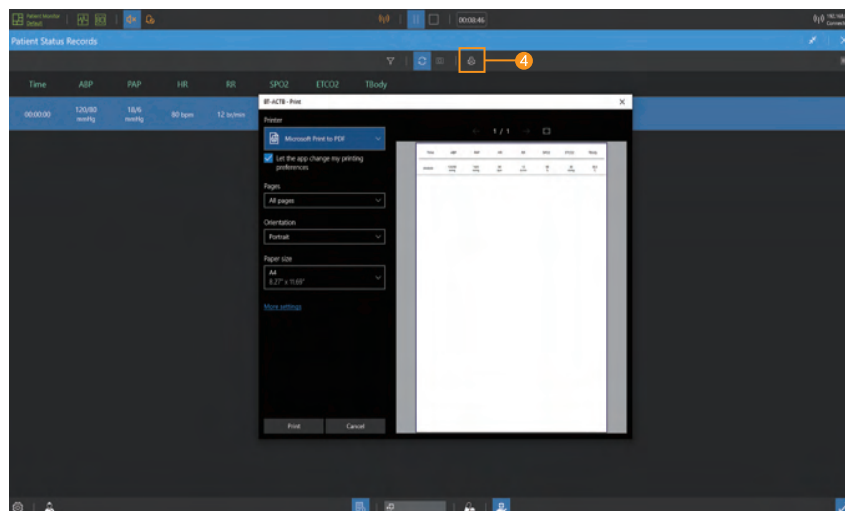 Patient Monitor
Default
00:03:46
Patient Status Records
4
Time ABP PAP HR RR SPO2 ETCO2 TBody
00:00:00 120/80 mmHg 18/6 mmHg 80 bpm 12 br/min
BT-ACTB - Print
Printer
1 / 1
Microsoft Print to PDF
Let the app change my printing
preferences
Pages
All pages
Orientation
Portrait
Paper size
A4
8.27" x 11.69"
More settings
Print Cancel